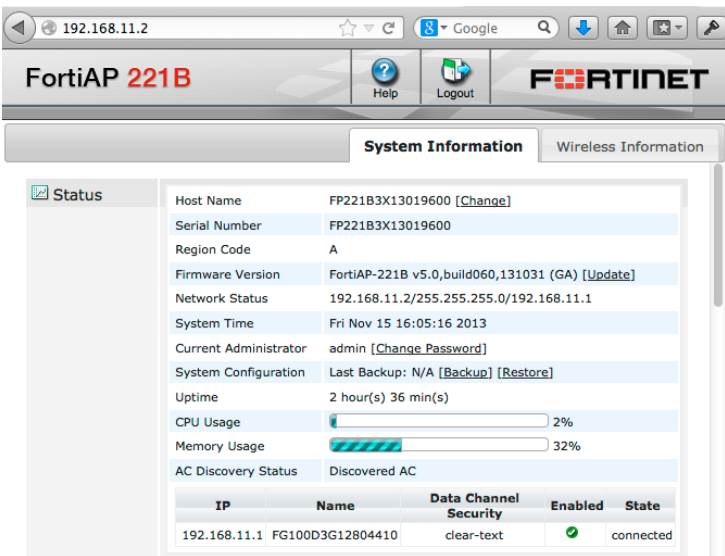 192.168.11.2
Google
FortiAP 221B
Help
Logout
FORTINET
System Information
Wireless Information
Status
Host Name FP221B3X13019600 [Change]
Serial Number FP221B3X13019600
Region Code A
Firmware Version FortiAP-221B v5.0,build060,131031 (GA) [Update]
Network Status 192.168.11.2/255.255.255.0/192.168.11.1
System Time Fri Nov 15 16:05:16 2013
Current Administrator admin [Change Password]
System Configuration Last Backup: N/A [Backup] [Restore]
Uptime 2 hour(s) 36 min(s)
CPU Usage 2%
Memory Usage 32%
AC Discovery Status Discovered AC
IP Name Data Channel Security Enabled State
192.168.11.1 FG100D3G12804410 clear-text connected